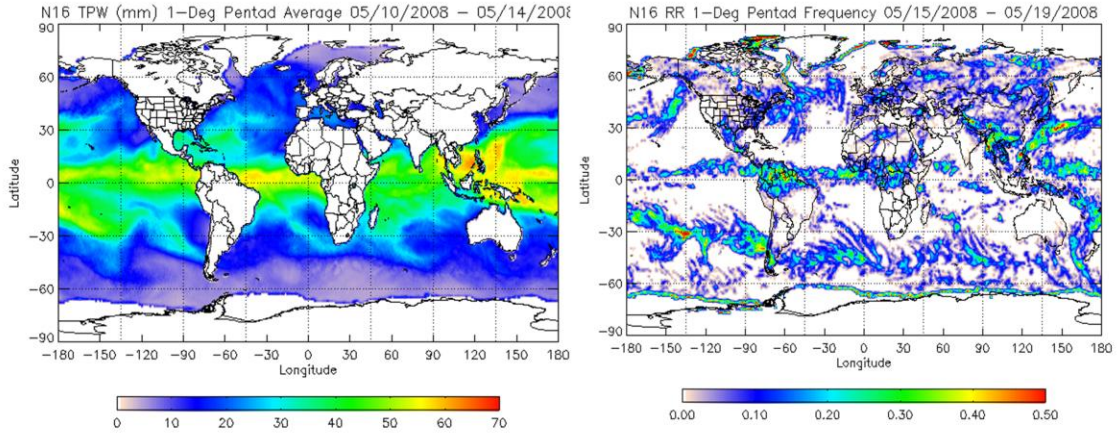 N16 TPW (mm) 1-Deg Pentad Average 05/10/2008 - 05/14/2008
Latitude
90
60
30
0
-30
-60
-90
-180 -150 -120 -90 -60 -30 0 30 60 90 120 150 180
Longitude
0 10 20 30 40 50 60 70
N16 RR 1-Deg Pentad Frequency 05/15/2008 - 05/19/2008
Latitude
90
60
30
0
-30
-60
-90
-180 -150 -120 -90 -60 -30 0 30 60 90 120 150 180
Longitude
0.00 0.10 0.20 0.30 0.40 0.50